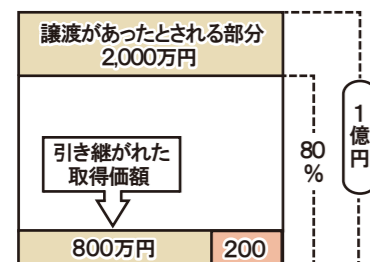 譲渡があったとされる部分
2,000万円
引き継がれた
取得価額
80
%
1億円
800万円
200